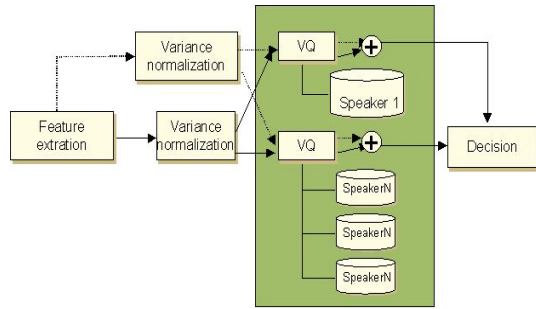 Variance
normalization
VQ
+
Speaker 1
Feature
extration
Variance
normalization
VQ
+
Decision
SpeakerN
SpeakerN
SpeakerN